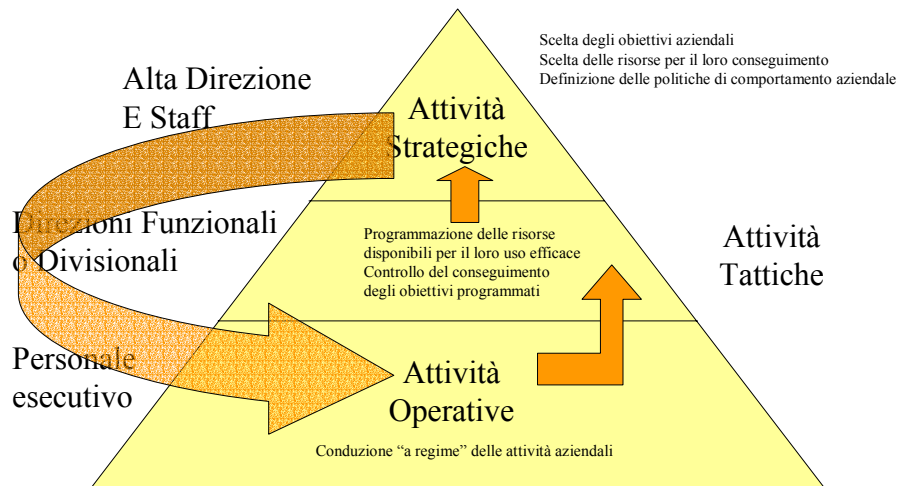 Scelta degli obiettivi aziendali
Scelta delle risorse per il loro conseguimento
Definizione delle politiche di comportamento aziendale
Alta Direzione
E Staff
Attività
Strategiche
Direzioni Funzionali
o Divisionali
Programmazione delle risorse
disponibili per il loro uso efficace
Controllo del conseguimento
degli obiettivi programmati
Attività
Tattiche
Personale
esecutivo
Attività
Operative
Conduzione “a regime” delle attività aziendali